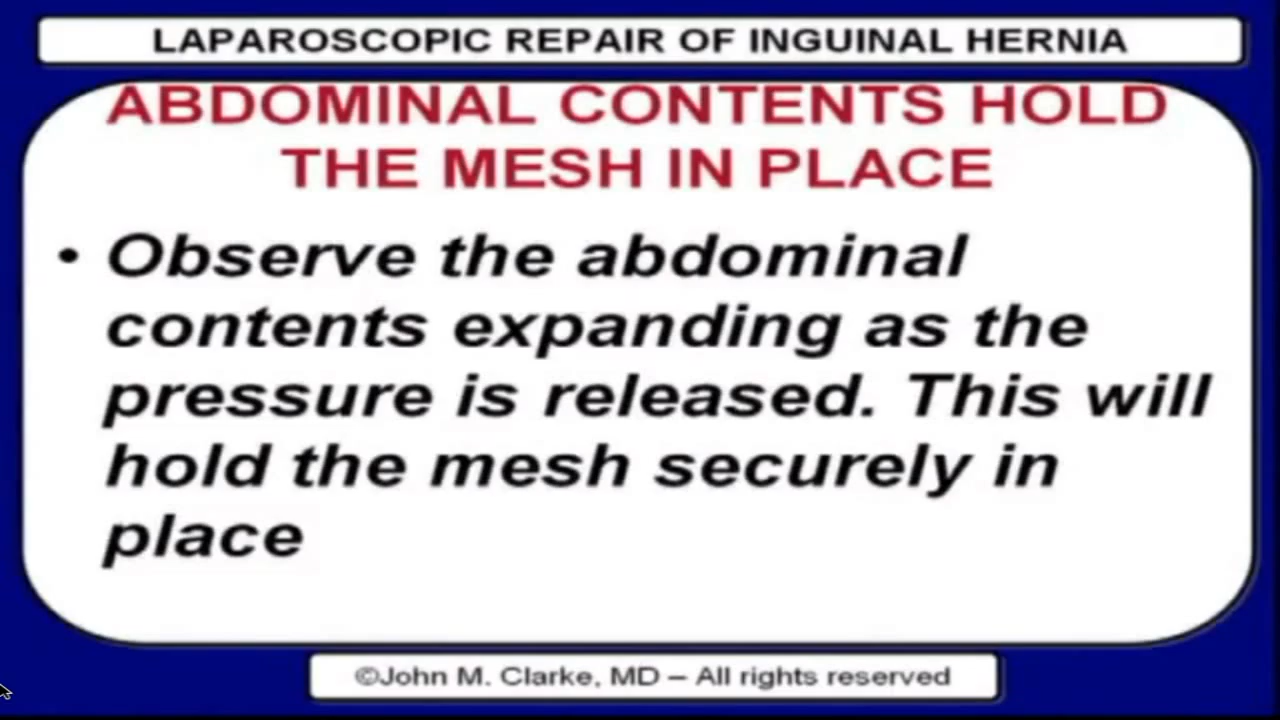 LAPAROSCOPIC REPAIR OF INGUINAL HERNIA
ABDOMINAL CONTENTS HOLD
THE MESH IN PLACE
• Observe the abdominal
contents expanding as the
pressure is released. This will
hold the mesh securely in
place
©John M. Clarke, MD – All rights reserved